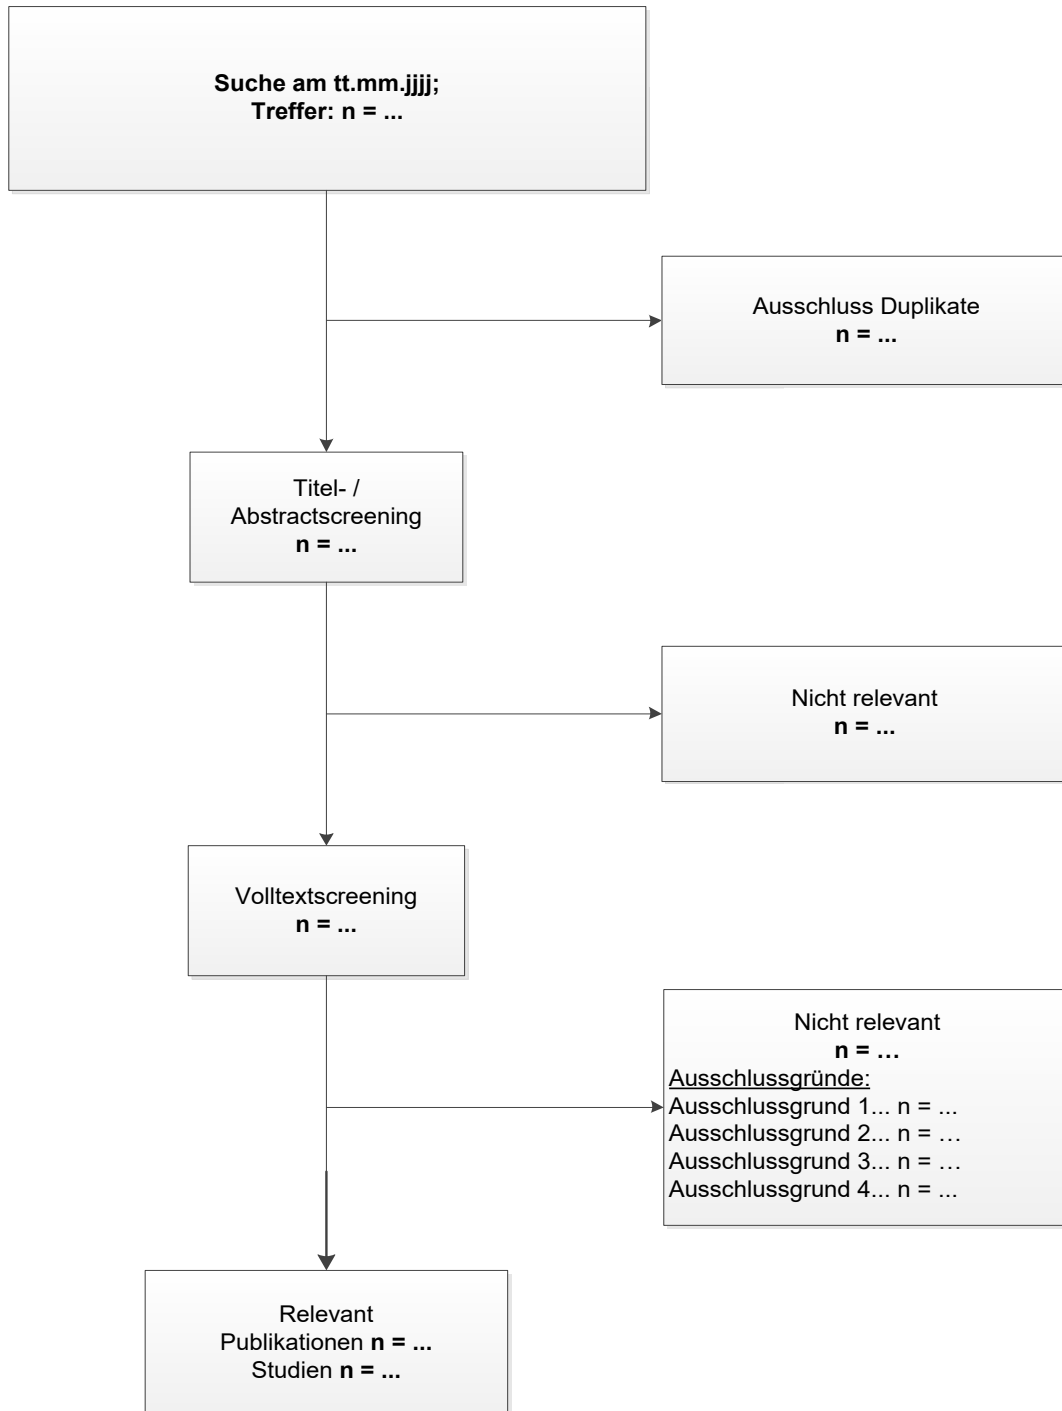 Suche am tt.mm.jjjj;
Treffer: n = ...
Ausschluss Duplikate
n = ...
Titel- /
Abstractscreening
n = ...
Nicht relevant
n = ...
Volltextscreening
n = ...
Nicht relevant
n = …
Ausschlussgründe:
Ausschlussgrund 1... n = ...
Ausschlussgrund 2... n = …
Ausschlussgrund 3... n = …
Ausschlussgrund 4... n = ...
Relevant
Publikationen n = ...
Studien n = ...